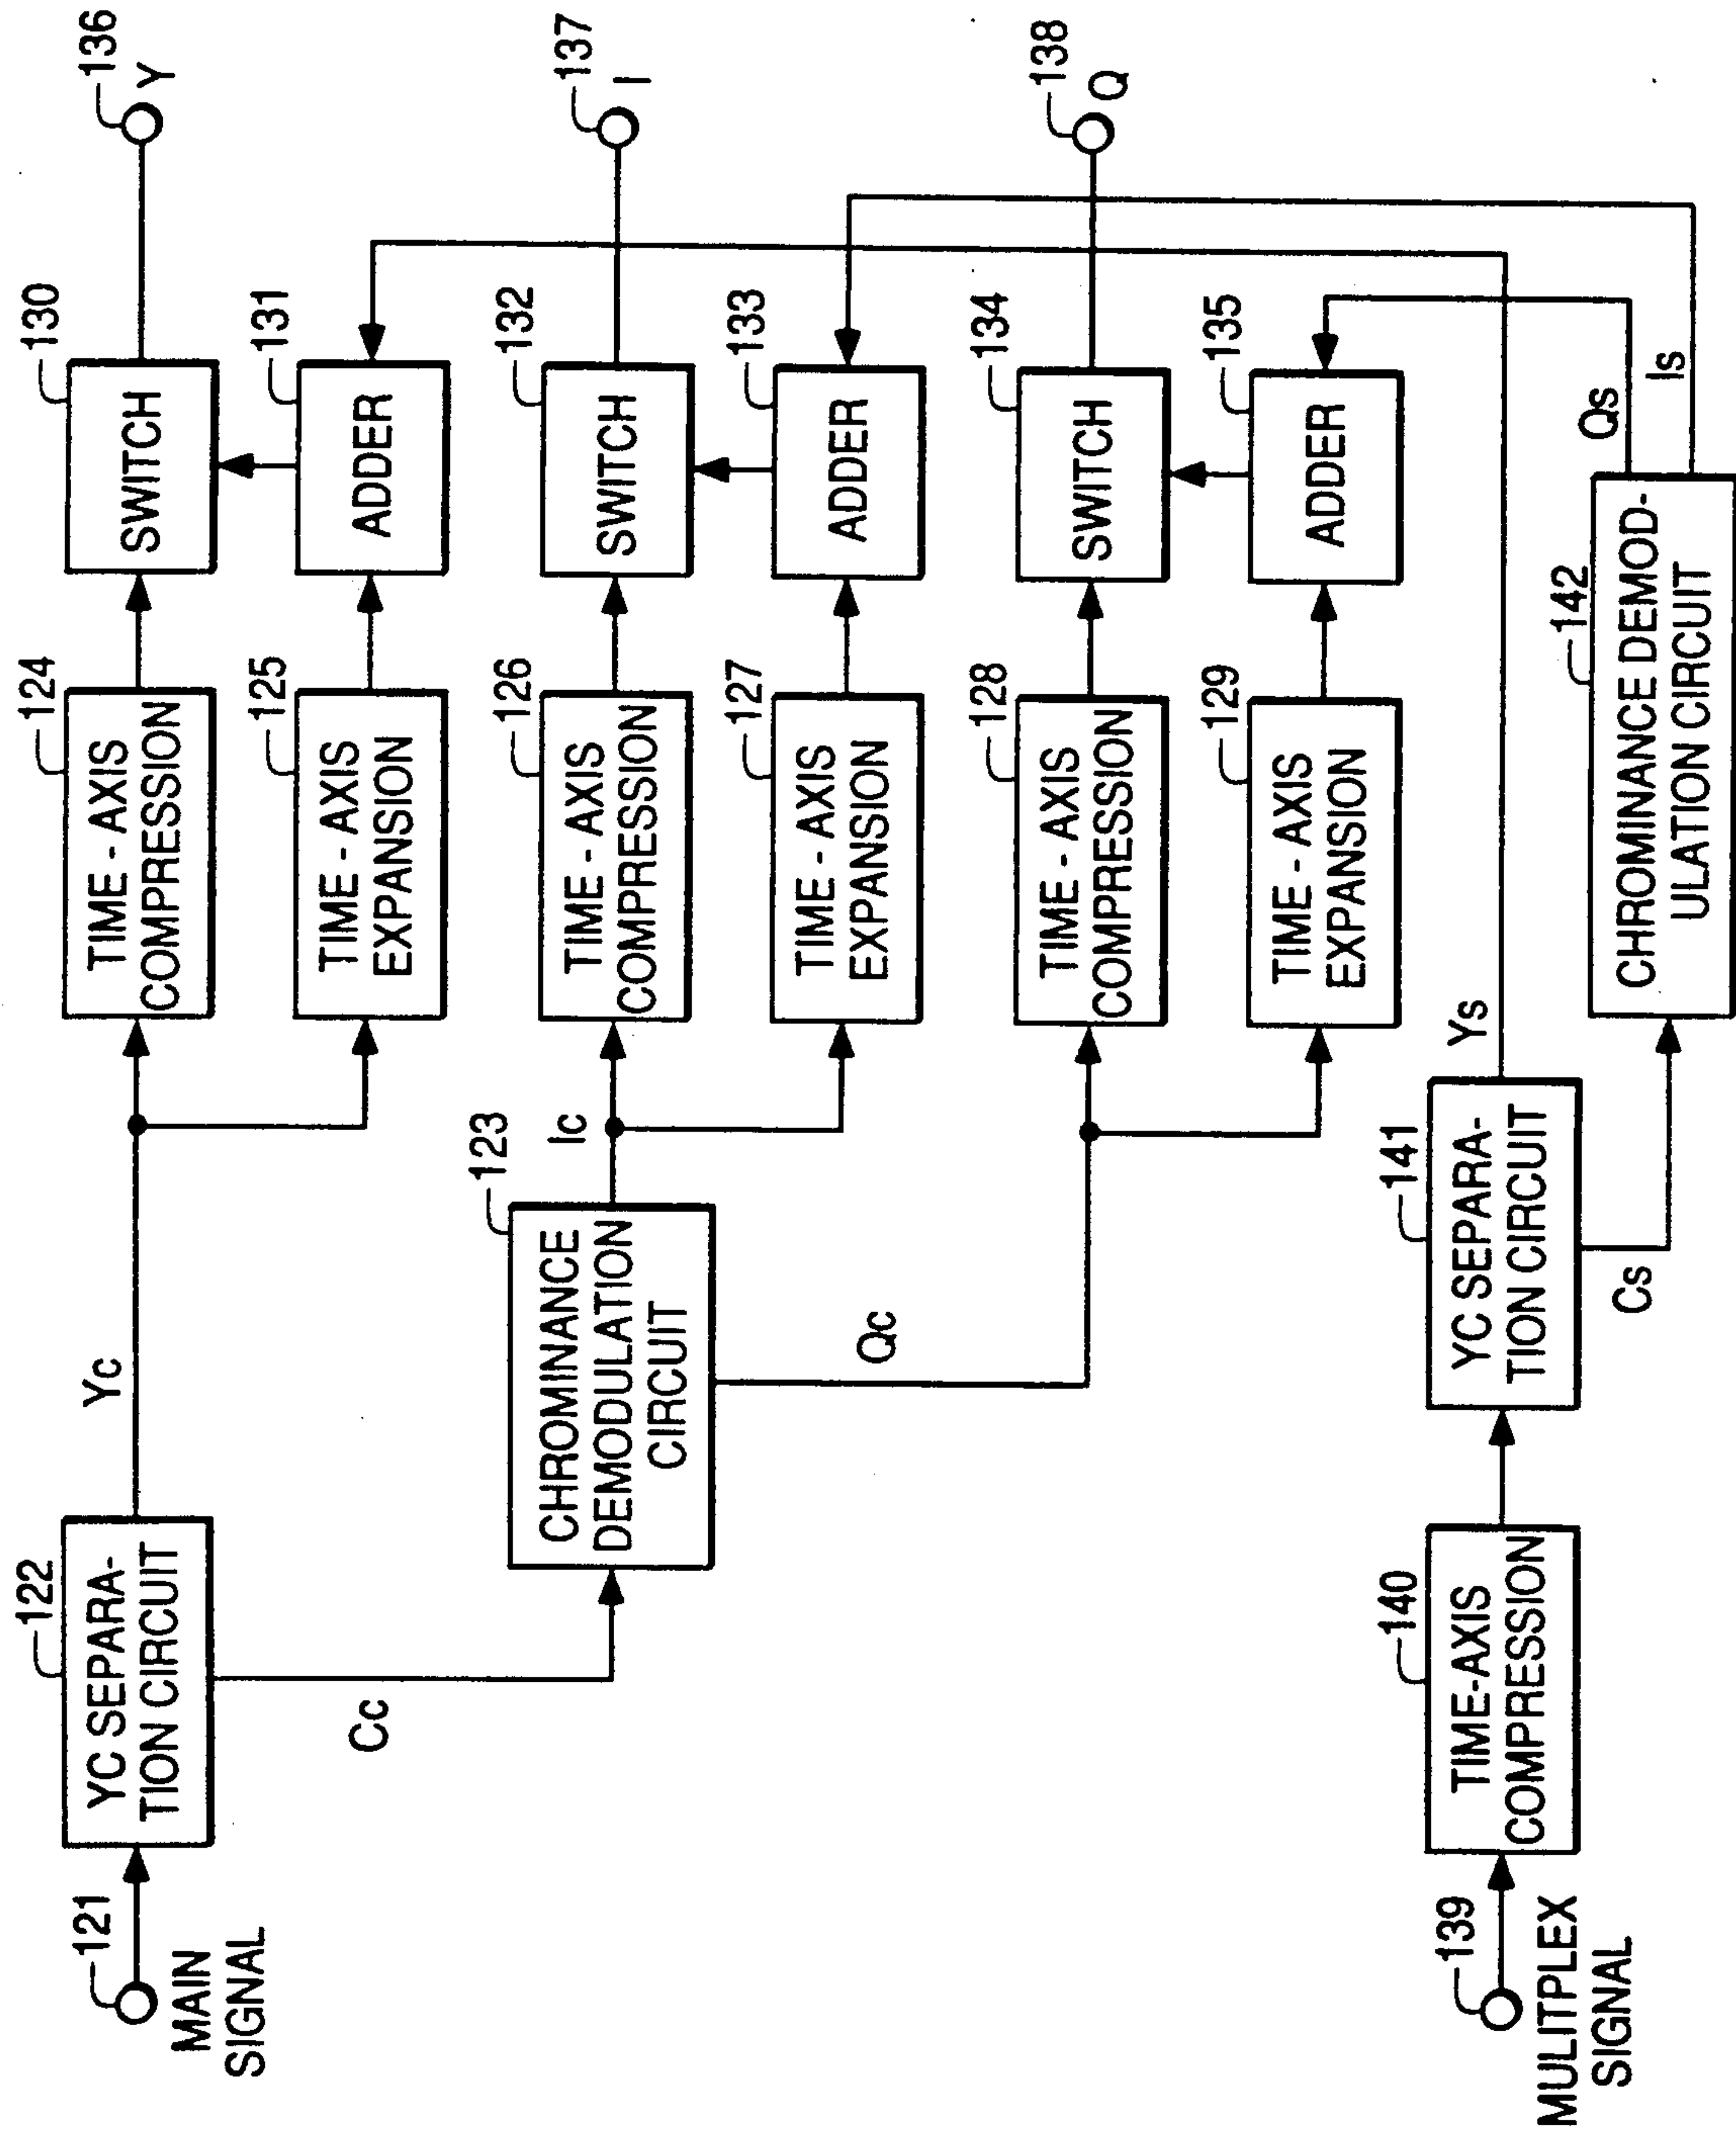 121
MAIN
SIGNAL
122
YC SEPARA-
TION CIRCUIT
Yc
Cc
123
CHROMINANCE
DEMODULATION
CIRCUIT
Ic
Qc
124
TIME - AXIS
COMPRESSION
125
TIME - AXIS
EXPANSION
126
TIME - AXIS
COMPRESSION
127
TIME - AXIS
EXPANSION
128
TIME - AXIS
COMPRESSION
129
TIME - AXIS
EXPANSION
130
SWITCH
131
ADDER
132
SWITCH
133
ADDER
134
SWITCH
135
ADDER
136
Y
137
I
138
Q
139
MULITPLEX
SIGNAL
140
TIME-AXIS
COMPRESSION
141
YC SEPARA-
TION CIRCUIT
Ys
Cs
142
CHROMINANCE DEMOD-
ULATION CIRCUIT
Qs
Is